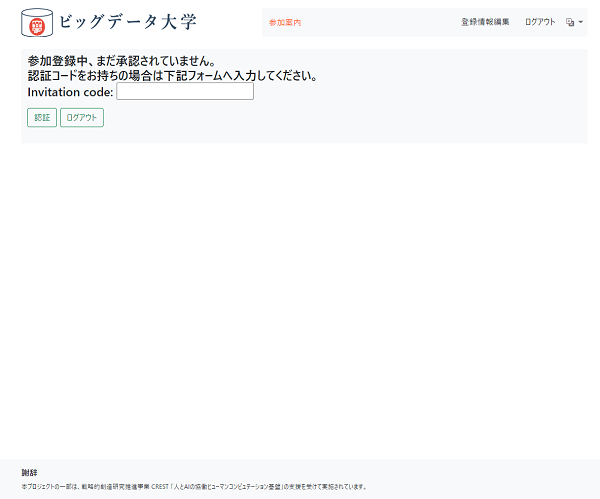 ビッグデータ大学
参加案内
登録情報編集
ログアウト
参加登録中、まだ承認されていません。
認証コードをお持ちの場合は下記フォームへ入力してください。
Invitation code:
認証
ログアウト
謝辞
本プロジェクトの一部は、戦略的創造研究推進事業 CREST 「人とAIの協働ヒューマンコンピュテーション基盤」の支援を受けて実施されています。